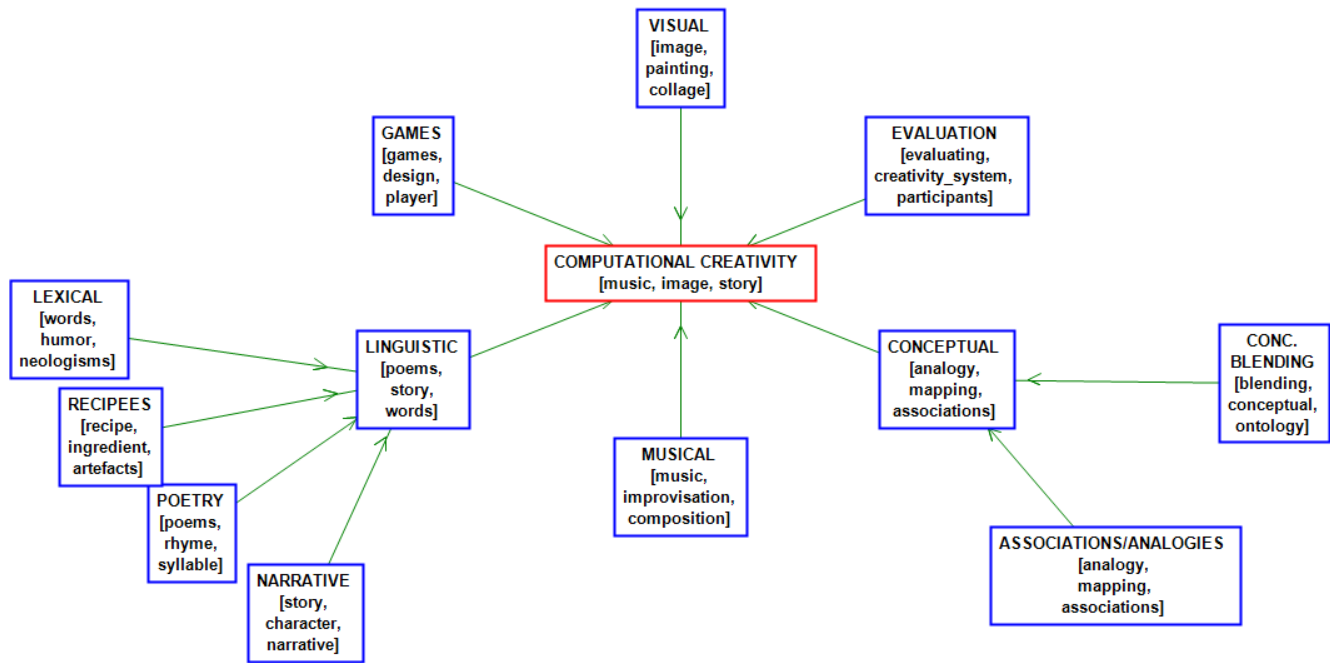 VISUAL
[image,
painting,
collage]
GAMES
[games,
design,
player]
EVALUATION
[evaluating,
creativity_system,
participants]
COMPUTATIONAL CREATIVITY
[music, image, story]
LEXICAL
[words,
humor,
neologisms]
LINGUISTIC
[poems,
story,
words]
CONCEPTUAL
[analogy,
mapping,
associations]
CONC.
BLENDING
[blending,
conceptual,
ontology]
RECIPEES
[recipe,
ingredient,
artefacts]
MUSICAL
[music,
improvisation,
composition]
POETRY
[poems,
rhyme,
syllable]
NARRATIVE
[story,
character,
narrative]
ASSOCIATIONS/ANALOGIES
[analogy,
mapping,
associations]